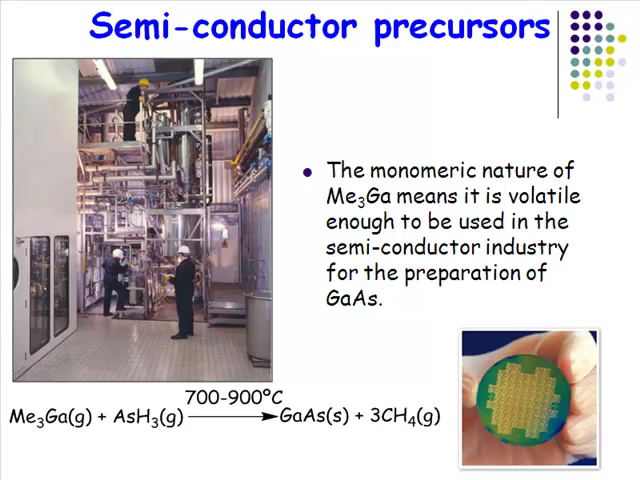 Semi-conductor precursors
The monomeric nature of
Me₃Ga means it is volatile
enough to be used in the
semi-conductor industry
for the preparation of
GaAs.
700-900°C
Me₃Ga(g) + AsH₃(g) → GaAs(s) + 3CH₄(g)